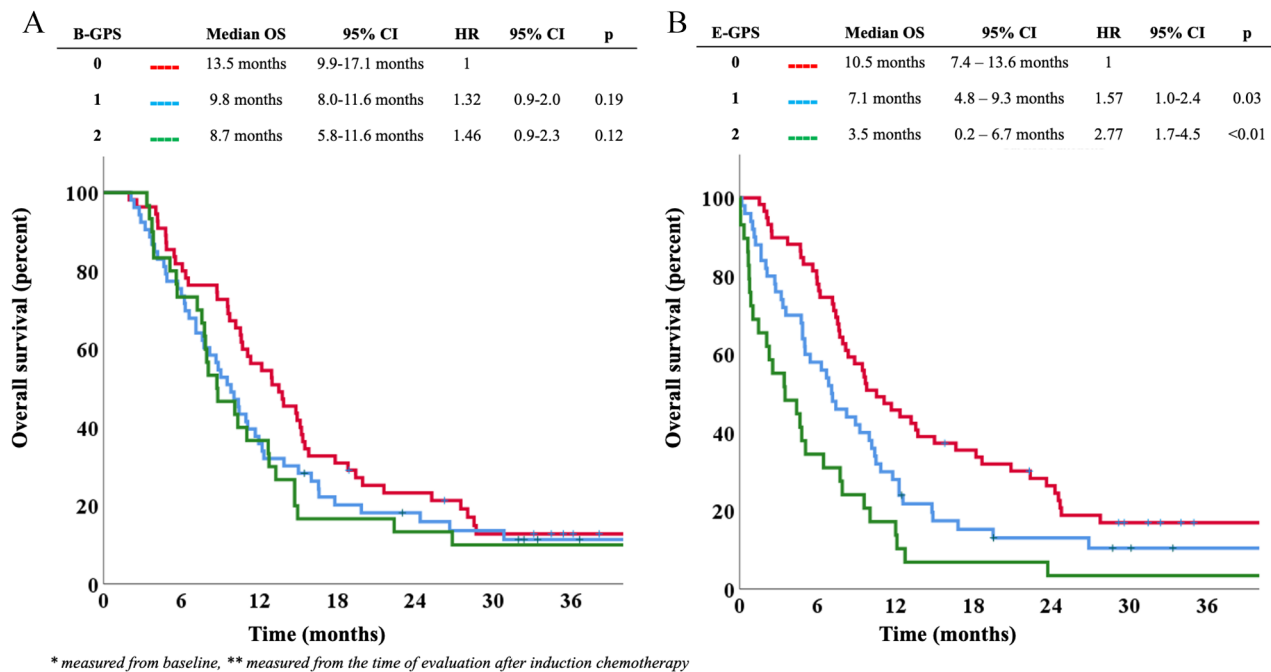 A
B-GPS Median OS 95% CI HR 95% CI p
0 13.5 months 9.9-17.1 months 1
1 9.8 months 8.0-11.6 months 1.32 0.9-2.0 0.19
2 8.7 months 5.8-11.6 months 1.46 0.9-2.3 0.12
Overall survival (percent)
100
80
60
40
20
0
0 6 12 18 24 30 36
Time (months)
B
E-GPS Median OS 95% CI HR 95% CI p
0 10.5 months 7.4 – 13.6 months 1
1 7.1 months 4.8 – 9.3 months 1.57 1.0-2.4 0.03
2 3.5 months 0.2 – 6.7 months 2.77 1.7-4.5 <0.01
Overall survival (percent)
100
80
60
40
20
0
0 6 12 18 24 30 36
Time (months)
* measured from baseline, ** measured from the time of evaluation after induction chemotherapy